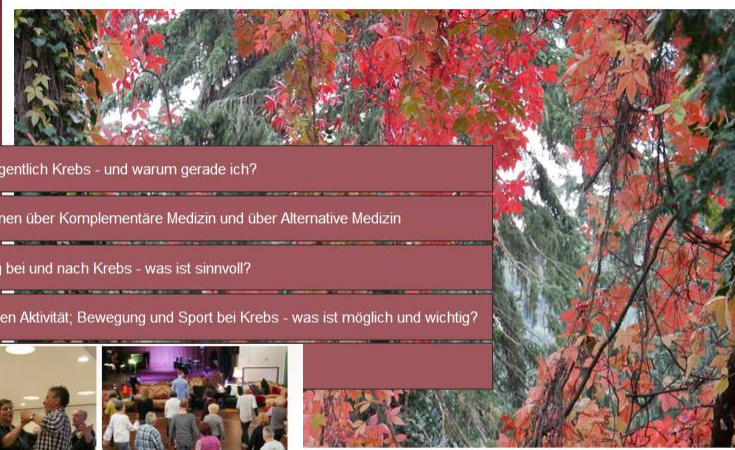 gentlich Krebs - und warum gerade ich?
nen über Komplementäre Medizin und über Alternative Medizin
bei und nach Krebs - was ist sinnvoll?
en Aktivität; Bewegung und Sport bei Krebs - was ist möglich und wichtig?